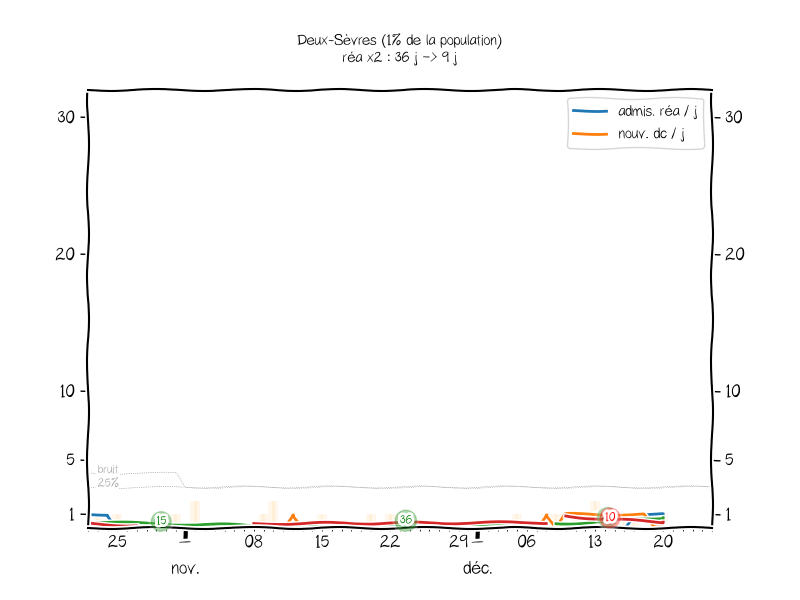 Deux-Sèvres (1% de la population)
réa x2 : 36 j -> 9 j
admis. réa / j
nouv. dc / j
30 30
20 20
10 10
5 5
bruit
25%
1 1
15 36 10
25 1 08 15 22 29 1 06 13 20
nov. déc.